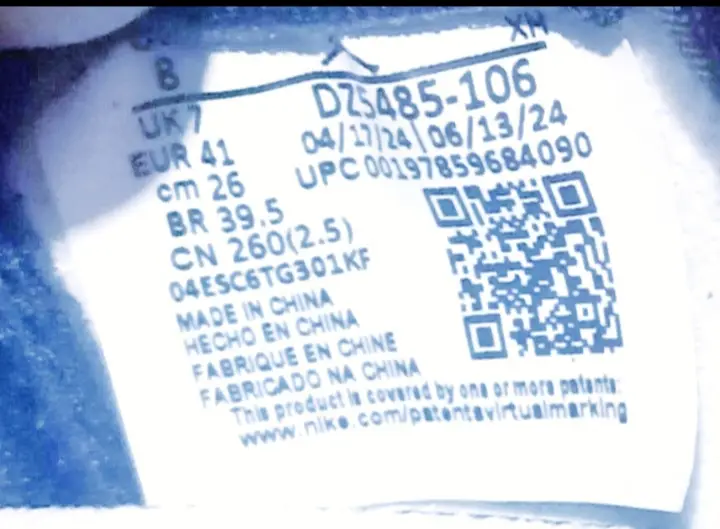 XH
B
UK 7
DZ5485-106
EUR 41
04/17/24\06/13/24
cm 26
UPC 00197859684090
BR 39.5
CN 260(2.5)
04ESC6TG301KF
MADE IN CHINA
HECHO EN CHINA
FABRIQUE EN CHINE
FABRICADO NA CHINA
This product is covered by one or more patents:
www.nike.com/patentsvirtualmarking